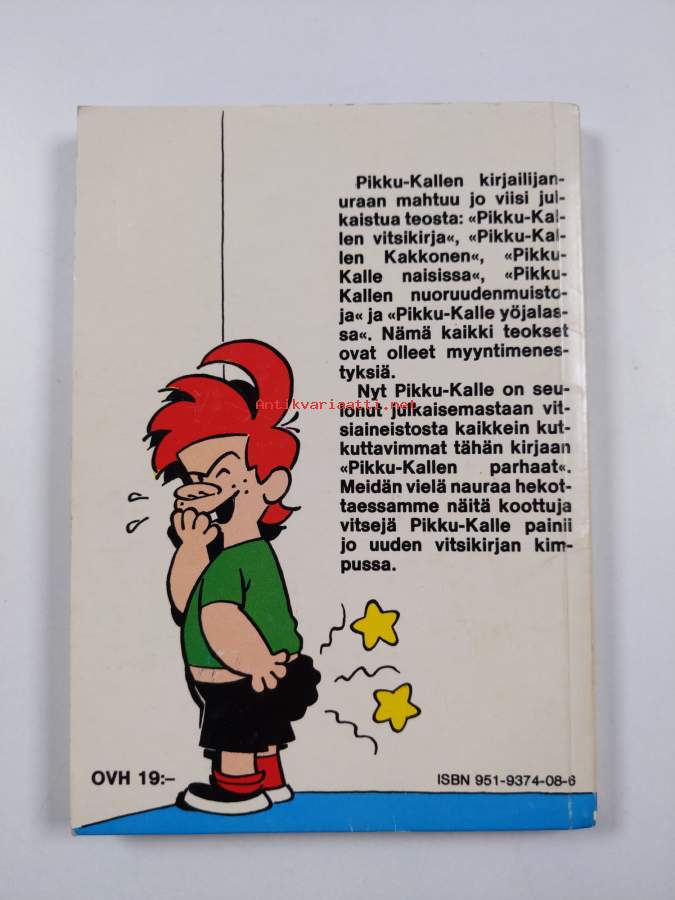 Pikku-Kallen kirjailijan-
uraan mahtuu jo viisi jul-
kaistua teosta: «Pikku-Kal-
len vitsikirja«, «Pikku-Kal-
len Kakkonen«, «Pikku-
Kalle naisissa«, «Pikku-
Kallen nuoruudenmuisto-
ja« ja «Pikku-Kalle yöjalas-
sa«. Nämä kaikki teokset
ovat olleet myyntimenes-
tyksiä.
Nyt Pikku-Kalle on seu-
lonut julkaisemastaan vit-
siaineistosta kaikkein kut-
kuttavimmat tähän kirjaan
«Pikku-Kallen parhaat«.
Meidän vielä nauraa hekot-
taessamme näitä koottuja
vitsejä Pikku-Kalle painii
jo uuden vitsikirjan kim-
pussa.
Antikvariaatti.net
OVH 19:–
ISBN 951-9374-08-6